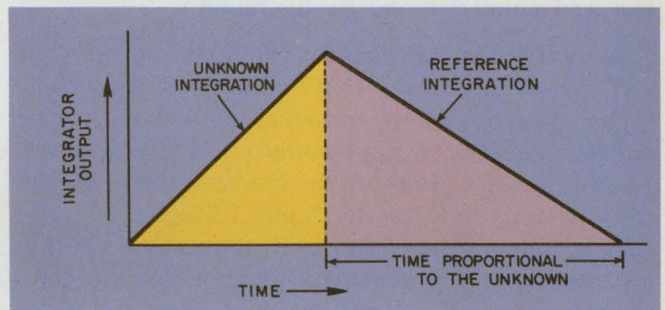 UNKNOWN
INTEGRATION
REFERENCE
INTEGRATION
INTEGRATOR
OUTPUT
TIME PROPORTIONAL
TO THE UNKNOWN
TIME